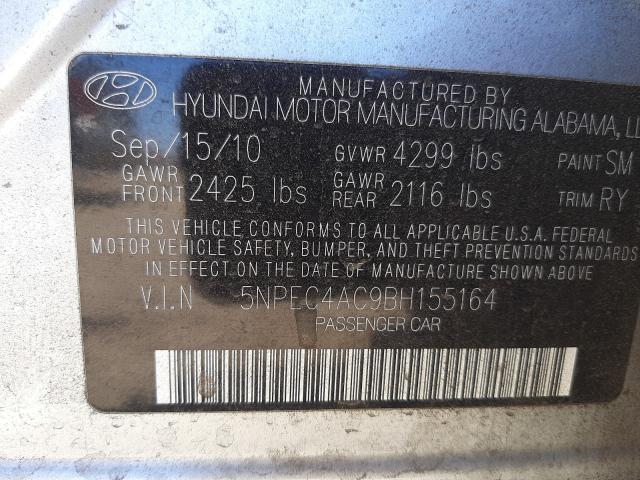 MANUFACTURED BY
HYUNDAI MOTOR MANUFACTURING ALABAMA,
Sep/15/10 GVWR 4299 lbs PAINT SM
GAWR FRONT 2425 lbs GAWR REAR 2116 lbs TRIM RY
THIS VEHICLE CONFORMS TO ALL APPLICABLE U.S.A. FEDERAL
MOTOR VEHICLE SAFETY, BUMPER, AND THEFT PREVENTION STANDARDS
IN EFFECT ON THE DATE OF MANUFACTURE SHOWN ABOVE
V.I.N 5NPEC4AC9BH155164
PASSENGER CAR